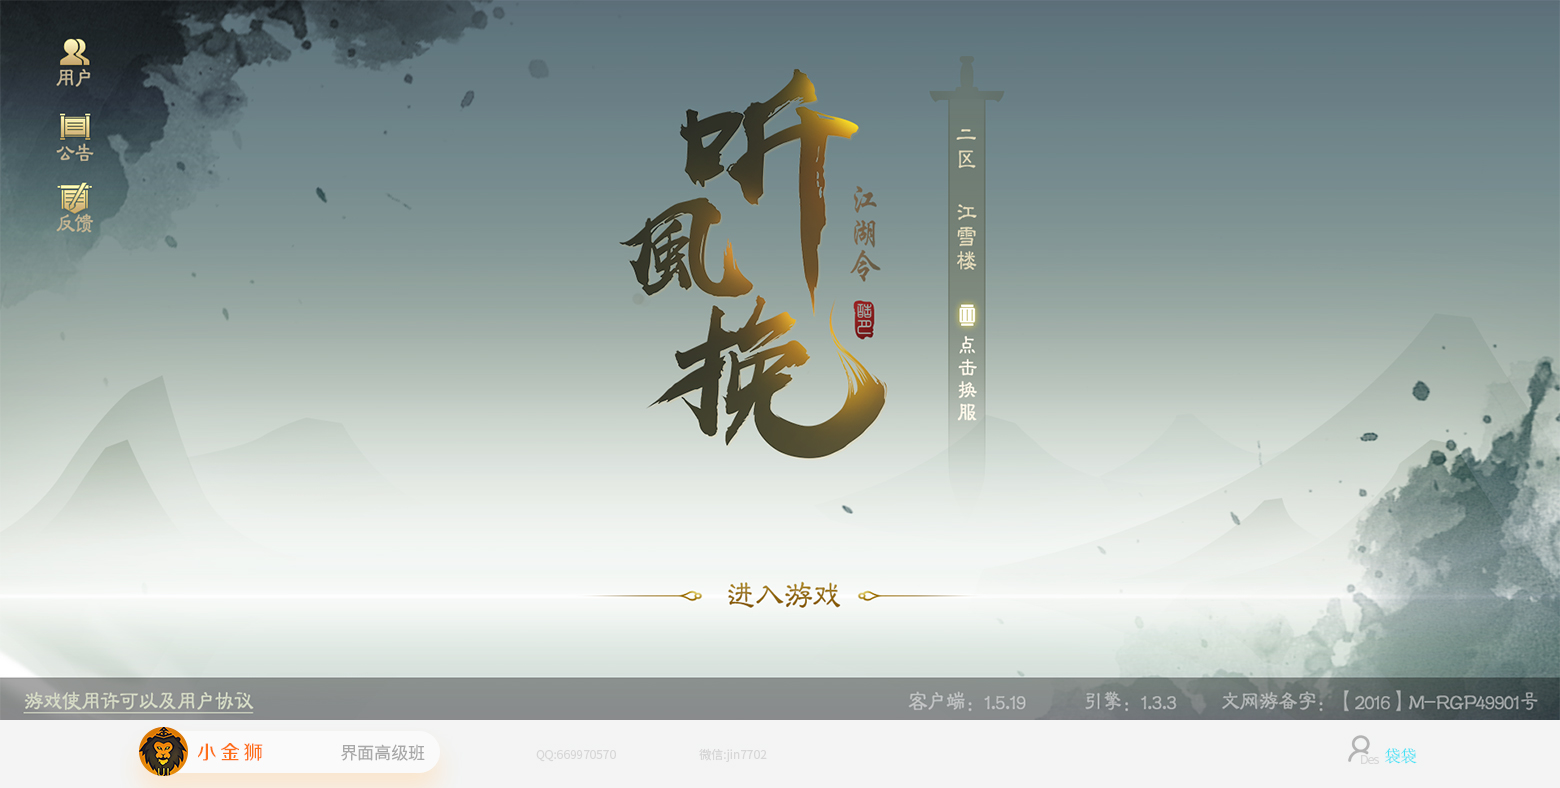 用户
公告
反馈
听風挽
江湖令
酷巴
二区 江雪楼
点击换服
进入游戏
游戏使用许可以及用户协议
客户端：1.5.19
引擎：1.3.3
文网游备字：【2016】M-RGP49901号
UI
小金狮
界面高级班
QQ:669970570
微信:jin7702
Des
袋袋